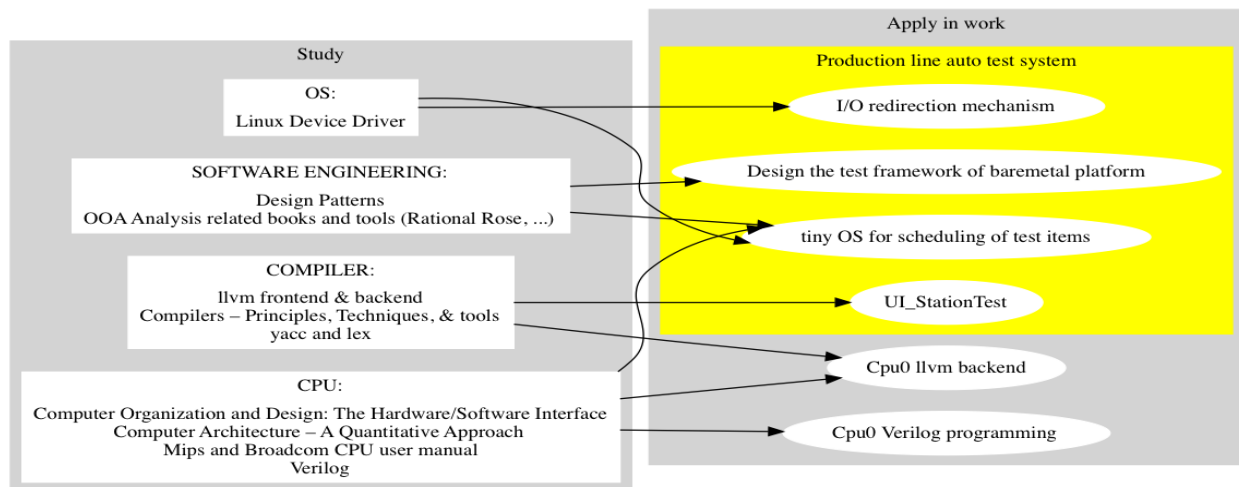 Study
OS:
Linux Device Driver
SOFTWARE ENGINEERING:
Design Patterns
OOA Analysis related books and tools (Rational Rose, ...)
COMPILER:
llvm frontend & backend
Compilers – Principles, Techniques, & tools
yacc and lex
CPU:
Computer Organization and Design: The Hardware/Software Interface
Computer Architecture – A Quantitative Approach
Mips and Broadcom CPU user manual
Verilog
Apply in work
Production line auto test system
I/O redirection mechanism
Design the test framework of baremetal platform
tiny OS for scheduling of test items
UI_StationTest
Cpu0 llvm backend
Cpu0 Verilog programming